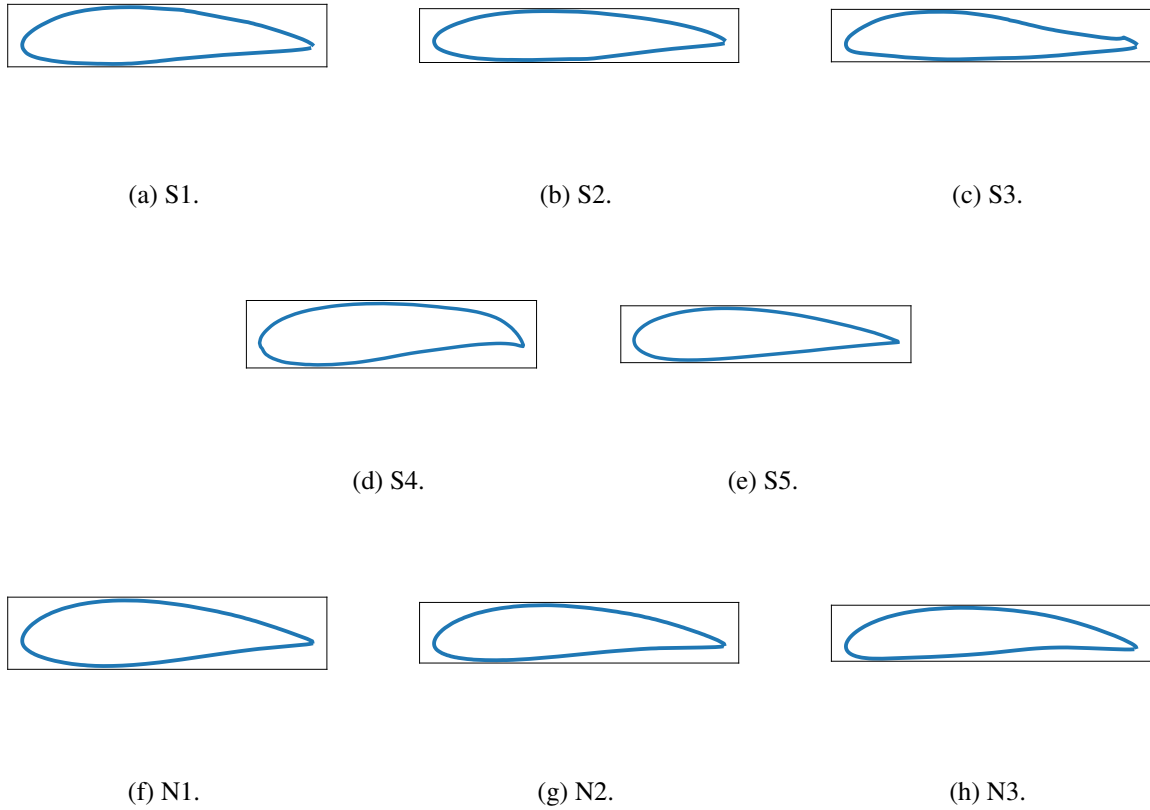 (a) S1.
(b) S2.
(c) S3.
(d) S4.
(e) S5.
(f) N1.
(g) N2.
(h) N3.